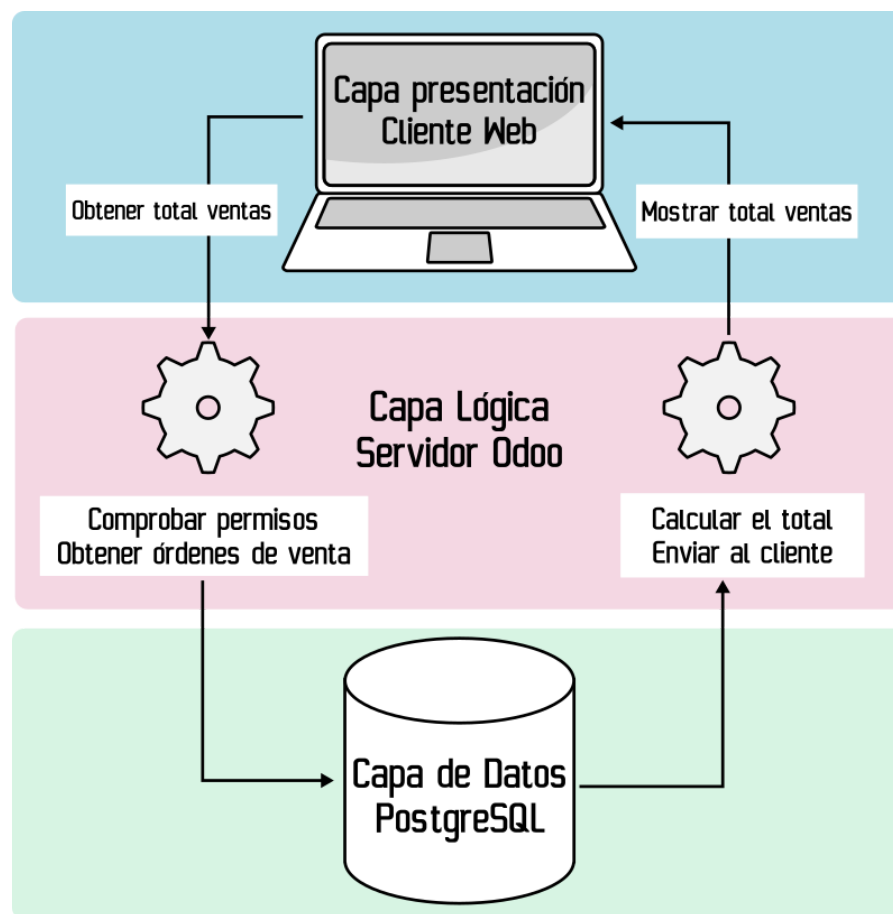 Capa presentación
Cliente Web
Obtener total ventas
Mostrar total ventas
Capa Lógica
Servidor Odoo
Comprobar permisos
Obtener órdenes de venta
Calcular el total
Enviar al cliente
Capa de Datos
PostgreSQL